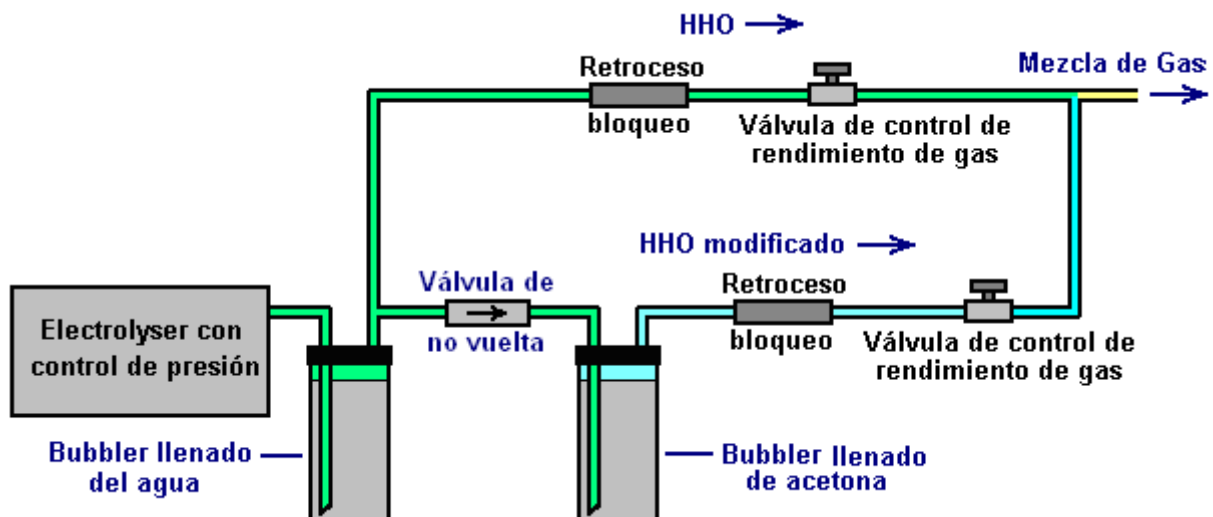 HHO
Mezcla de Gas
Retroceso
bloqueo
Válvula de control de
rendimiento de gas
HHO modificado
Válvula de
no vuelta
Retroceso
bloqueo
Válvula de control de
rendimiento de gas
Electrolyser con
control de presión
Bubbler llenado
del agua
Bubbler llenado
de acetona